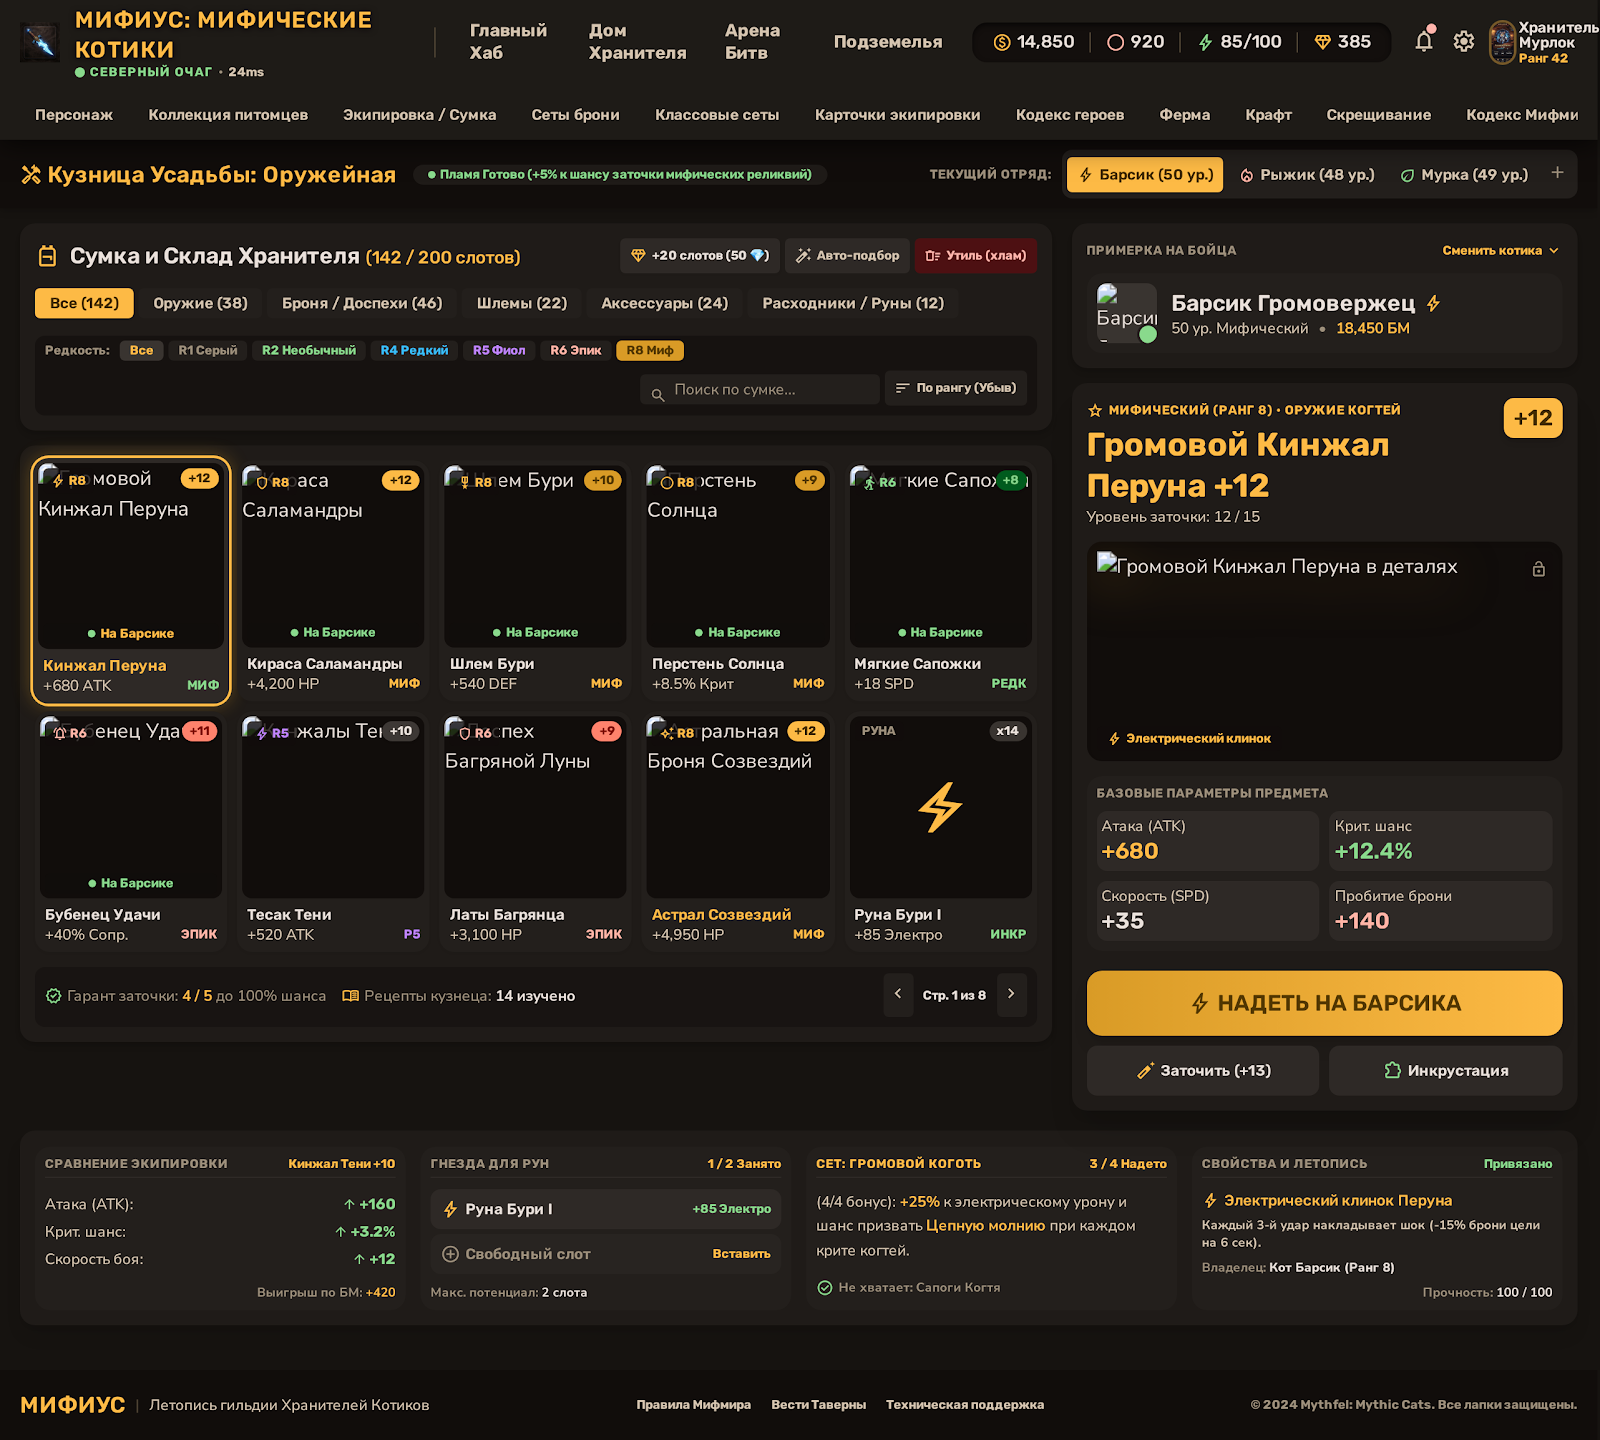 МИФИУС: МИФИЧЕСКИЕ КОТИКИ
СЕВЕРНЫЙ ОЧАГ • 24ms
Главный Хаб
Дом Хранителя
Арена Битв
Подземелья
14,850
920
85/100
385
Хранитель Мурлок
Ранг 42
Персонаж
Коллекция питомцев
Экипировка / Сумка
Сеты брони
Классовые сеты
Карточки экипировки
Кодекс героев
Ферма
Крафт
Скрещивание
Кодекс Мифми
Кузница Усадьбы: Оружейная
Пламя Готово (+5% к шансу заточки мифических реликвий)
ТЕКУЩИЙ ОТРЯД:
Барсик (50 ур.)
Рыжик (48 ур.)
Мурка (49 ур.)
+
Сумка и Склад Хранителя (142 / 200 слотов)
+20 слотов (50 💎)
Авто-подбор
Утиль (хлам)
Все (142)
Оружие (38)
Броня / Доспехи (46)
Шлемы (22)
Аксессуары (24)
Расходники / Руны (12)
Редкость:
Все
R1 Серый
R2 Необычный
R4 Редкий
R5 Фиол
R6 Эпик
R8 Миф
Поиск по сумке...
По рангу (Убыв)
R8
мовой Кинжал Перуна
+12
На Барсике
Кинжал Перуна
+680 ATK
МИФ
R8
раса Саламандры
+12
На Барсике
Кираса Саламандры
+4,200 HP
МИФ
R8
ем Бури
+10
На Барсике
Шлем Бури
+540 DEF
МИФ
R8
рстень Солнца
+9
На Барсике
Перстень Солнца
+8.5% Крит
МИФ
R6
гкие Сапожки
+8
На Барсике
Мягкие Сапожки
+18 SPD
РЕДК
R6
бенец Уда
+11
На Барсике
Бубенец Удачи
+40% Сопр.
ЭПИК
R5
нжалы Тен
+10
Тесак Тени
+520 ATK
Р5
R6
спех Багряной Луны
+9
Латы Багрянца
+3,100 HP
ЭПИК
R8
ральная Броня Созвездий
+12
Астрал Созвездий
+4,950 HP
МИФ
РУНА
x14
Руна Бури I
+85 Электро
ИНКР
Гарант заточки: 4 / 5 до 100% шанса
Рецепты кузнеца: 14 изучено
Стр. 1 из 8
ПРИМЕРКА НА БОЙЦА
Сменить котика
Барсик Громовержец
50 ур. Мифический • 18,450 БМ
МИФИЧЕСКИЙ (РАНГ 8) • ОРУЖИЕ КОГТЕЙ
+12
Громовой Кинжал
Перуна +12
Уровень заточки: 12 / 15
Громовой Кинжал Перуна в деталях
Электрический клинок
БАЗОВЫЕ ПАРАМЕТРЫ ПРЕДМЕТА
Атака (ATK)
+680
Крит. шанс
+12.4%
Скорость (SPD)
+35
Пробитие брони
+140
НАДЕТЬ НА БАРСИКА
Заточить (+13)
Инкрустация
СРАВНЕНИЕ ЭКИПИРОВКИ
Кинжал Тени +10
Атака (ATK): ↑ +160
Крит. шанс: ↑ +3.2%
Скорость боя: ↑ +12
Выигрыш по БМ: +420
ГНЕЗДА ДЛЯ РУН
1 / 2 Занято
Руна Бури I
+85 Электро
Свободный слот
Вставить
Макс. потенциал: 2 слота
СЕТ: ГРОМОВОЙ КОГОТЬ
3 / 4 Надето
(4/4 бонус): +25% к электрическому урону и
шанс призвать Цепную молнию при каждом
крите когтей.
Не хватает: Сапоги Когтя
СВОЙСТВА И ЛЕТОПИСЬ
Привязано
Электрический клинок Перуна
Каждый 3-й удар накладывает шок (-15% брони цели
на 6 сек).
Владелец: Кот Барсик (Ранг 8)
Прочность: 100 / 100
МИФИУС | Летопись гильдии Хранителей Котиков
Правила Мифмира
Вести Таверны
Техническая поддержка
© 2024 Mythfel: Mythic Cats. Все лапки защищены.